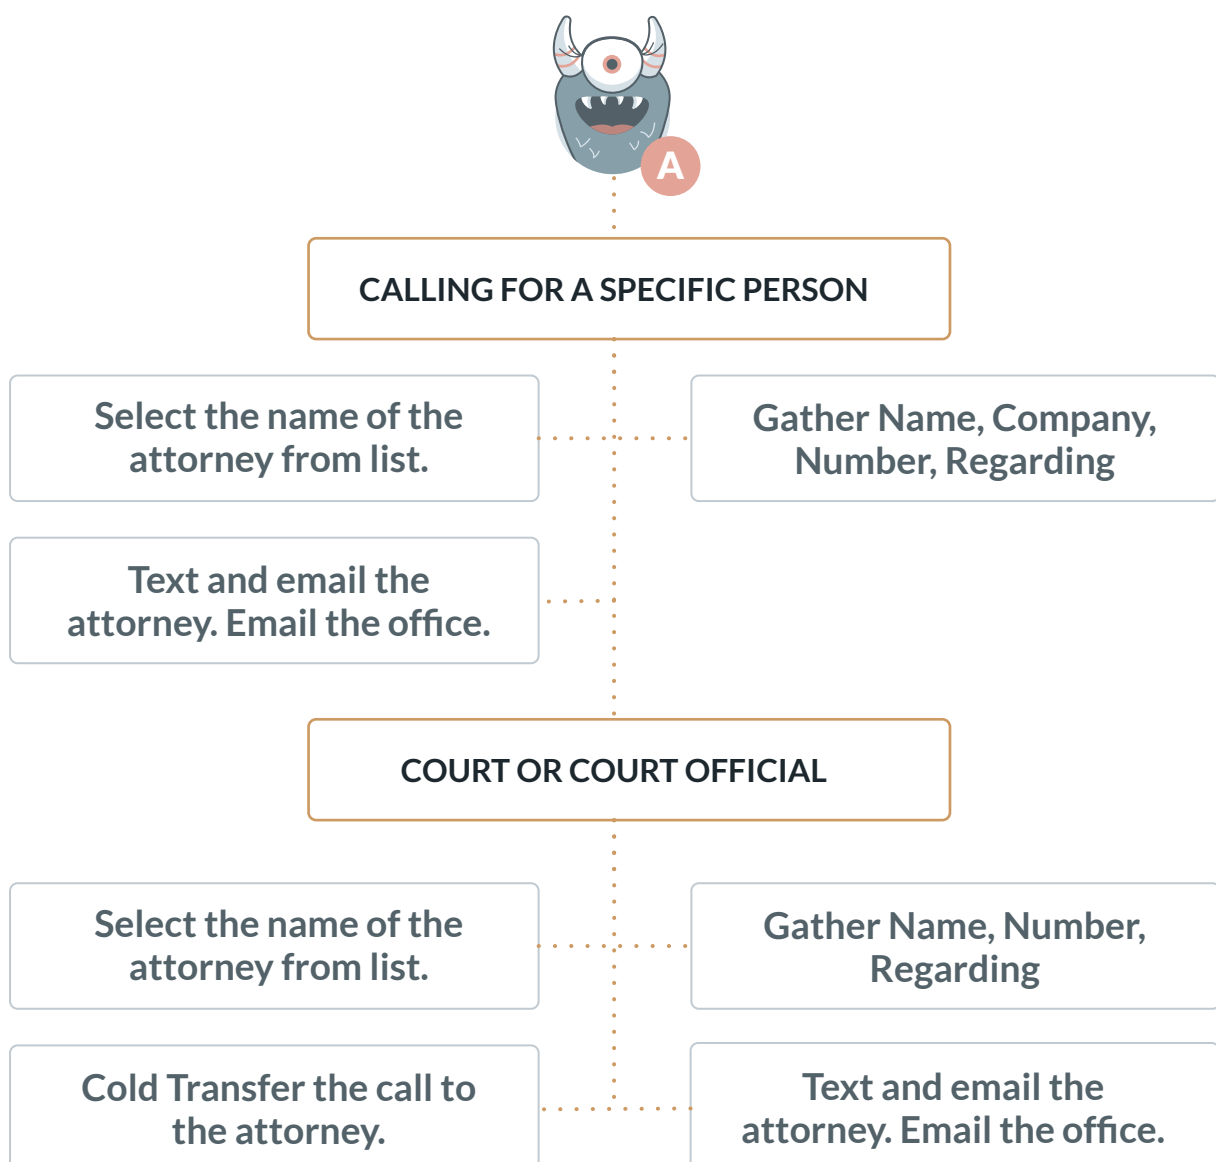 A
CALLING FOR A SPECIFIC PERSON
Select the name of the
attorney from list.
Gather Name, Company,
Number, Regarding
Text and email the
attorney. Email the office.
COURT OR COURT OFFICIAL
Select the name of the
attorney from list.
Gather Name, Number,
Regarding
Cold Transfer the call to
the attorney.
Text and email the
attorney. Email the office.